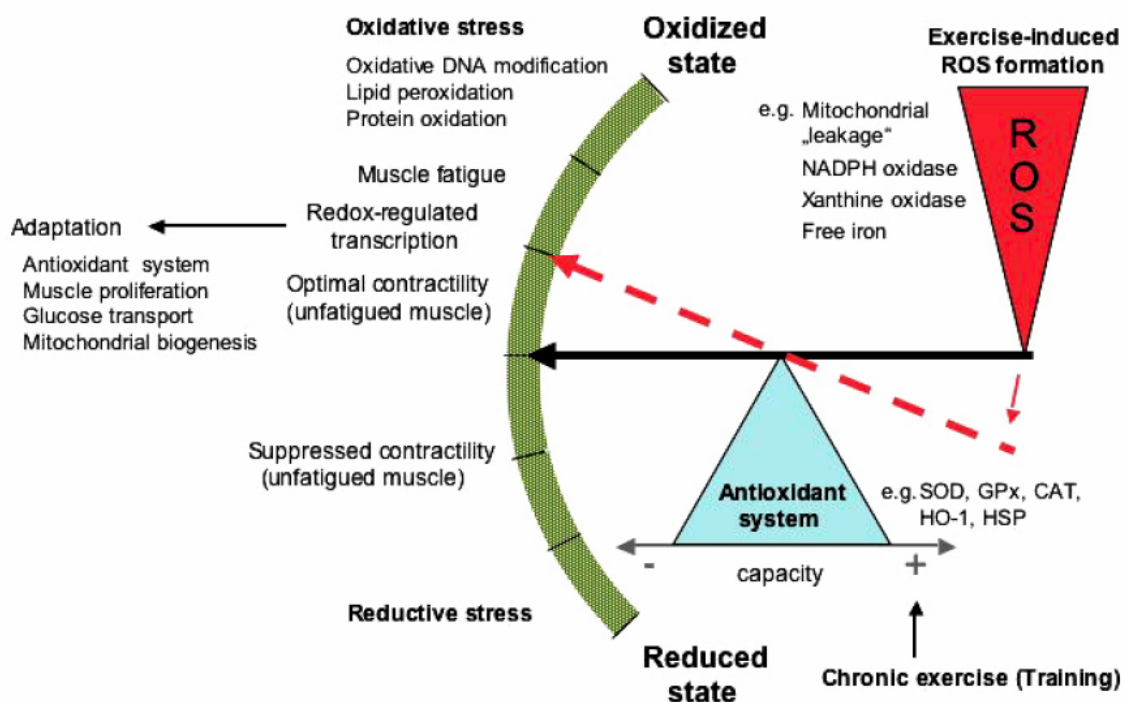 Oxidative stress
Oxidative DNA modification
Lipid peroxidation
Protein oxidation
Oxidized
state
Exercise-induced
ROS formation
e.g. Mitochondrial
„leakage“
NADPH oxidase
Xanthine oxidase
Free iron
R
O
S
Muscle fatigue
Redox-regulated
transcription
Adaptation
Antioxidant system
Muscle proliferation
Glucose transport
Mitochondrial biogenesis
Optimal contractility
(unfatigued muscle)
Suppressed contractility
(unfatigued muscle)
Antioxidant
system
e.g. SOD, GPx, CAT,
HO-1, HSP
- capacity +
Reductive stress
Reduced
state
Chronic exercise (Training)